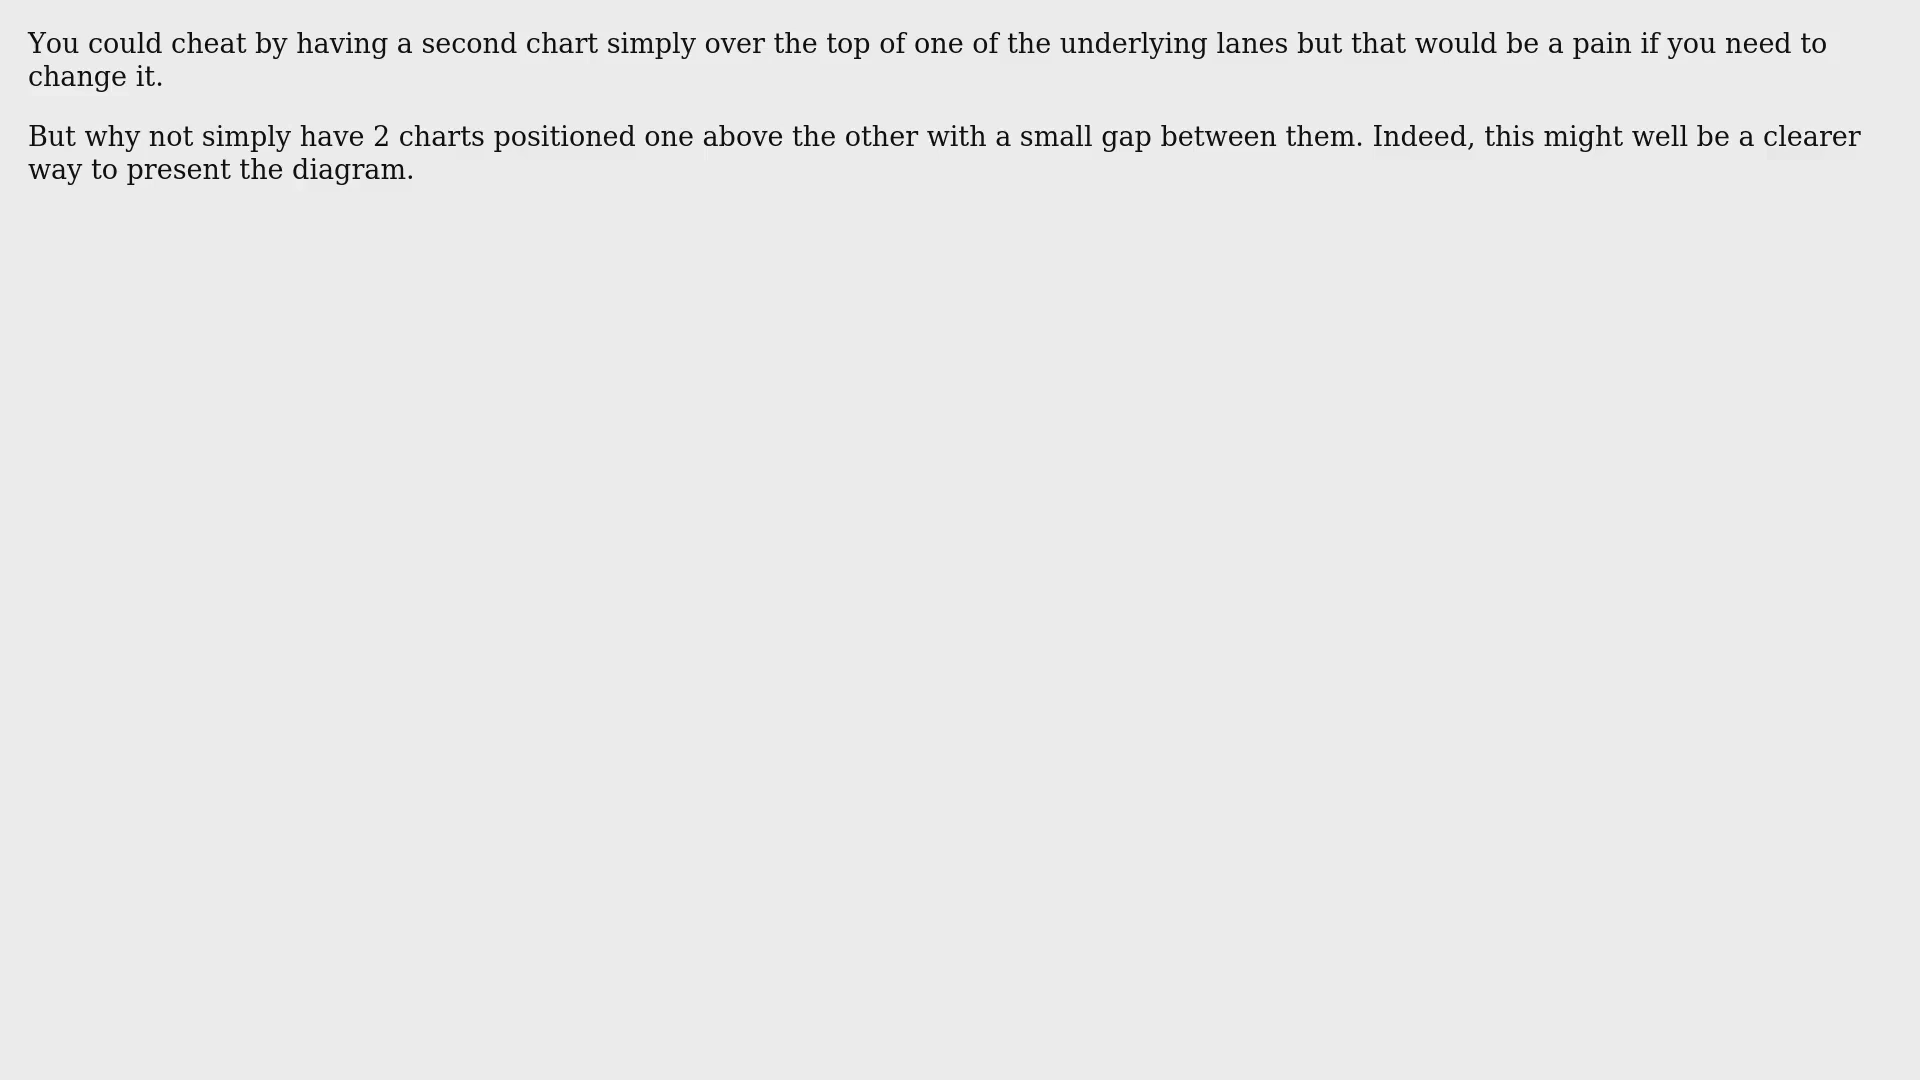 You could cheat by having a second chart simply over the top of one of the underlying lanes but that would be a pain if you need to
change it.
But why not simply have 2 charts positioned one above the other with a small gap between them. Indeed, this might well be a clearer
way to present the diagram.